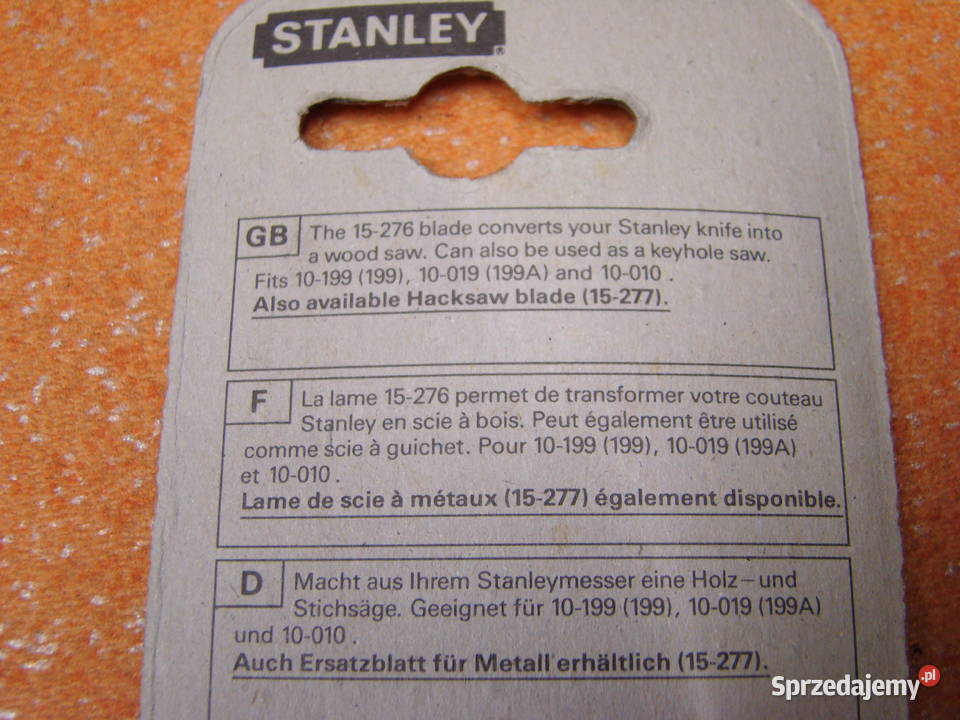 STANLEY®
GB The 15-276 blade converts your Stanley knife into
a wood saw. Can also be used as a keyhole saw.
Fits 10-199 (199), 10-019 (199A) and 10-010 .
Also available Hacksaw blade (15-277).
F La lame 15-276 permet de transformer votre couteau
Stanley en scie à bois. Peut également être utilisé
comme scie à guichet. Pour 10-199 (199), 10-019 (199A)
et 10-010 .
Lame de scie à métaux (15-277) également disponible.
D Macht aus Ihrem Stanleymesser eine Holz-und
Stichsäge. Geeignet für 10-199 (199), 10-019 (199A)
und 10-010 .
Auch Ersatzblatt für Metall erhältlich (15-277).
Sprzedajemy.pl